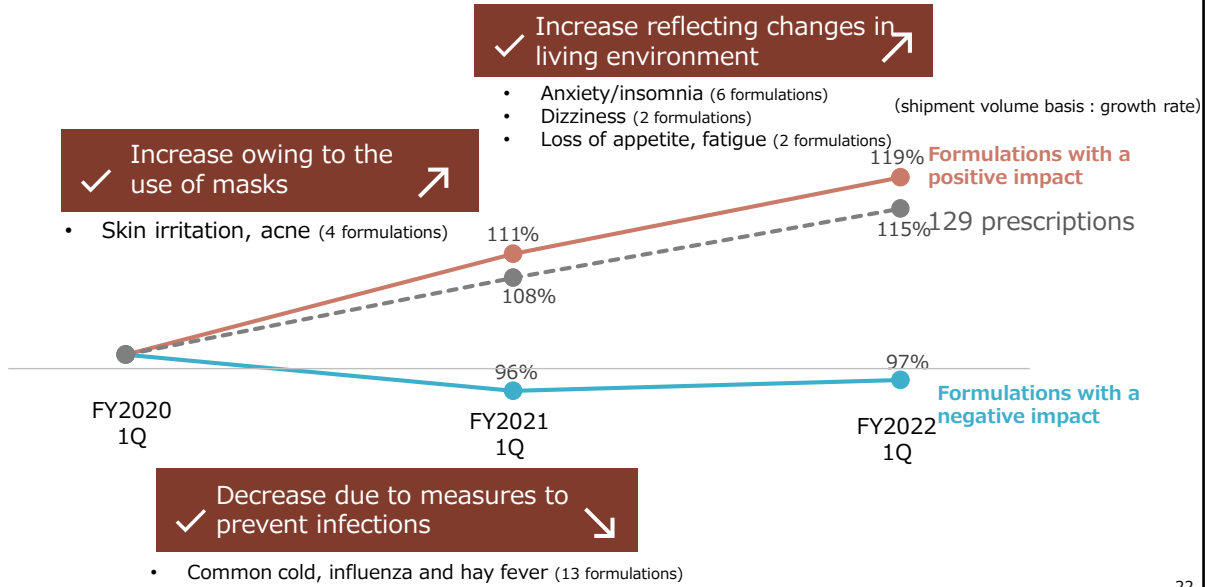 Increase reflecting changes in
living environment
• Anxiety/insomnia (6 formulations)
• Dizziness (2 formulations)
• Loss of appetite, fatigue (2 formulations)
(shipment volume basis : growth rate)
Increase owing to the
use of masks
• Skin irritation, acne (4 formulations)
119%
Formulations with a
positive impact
115%
129 prescriptions
111%
108%
96%
97%
Formulations with a
negative impact
FY2020
1Q
FY2021
1Q
FY2022
1Q
Decrease due to measures to
prevent infections
• Common cold, influenza and hay fever (13 formulations)
22